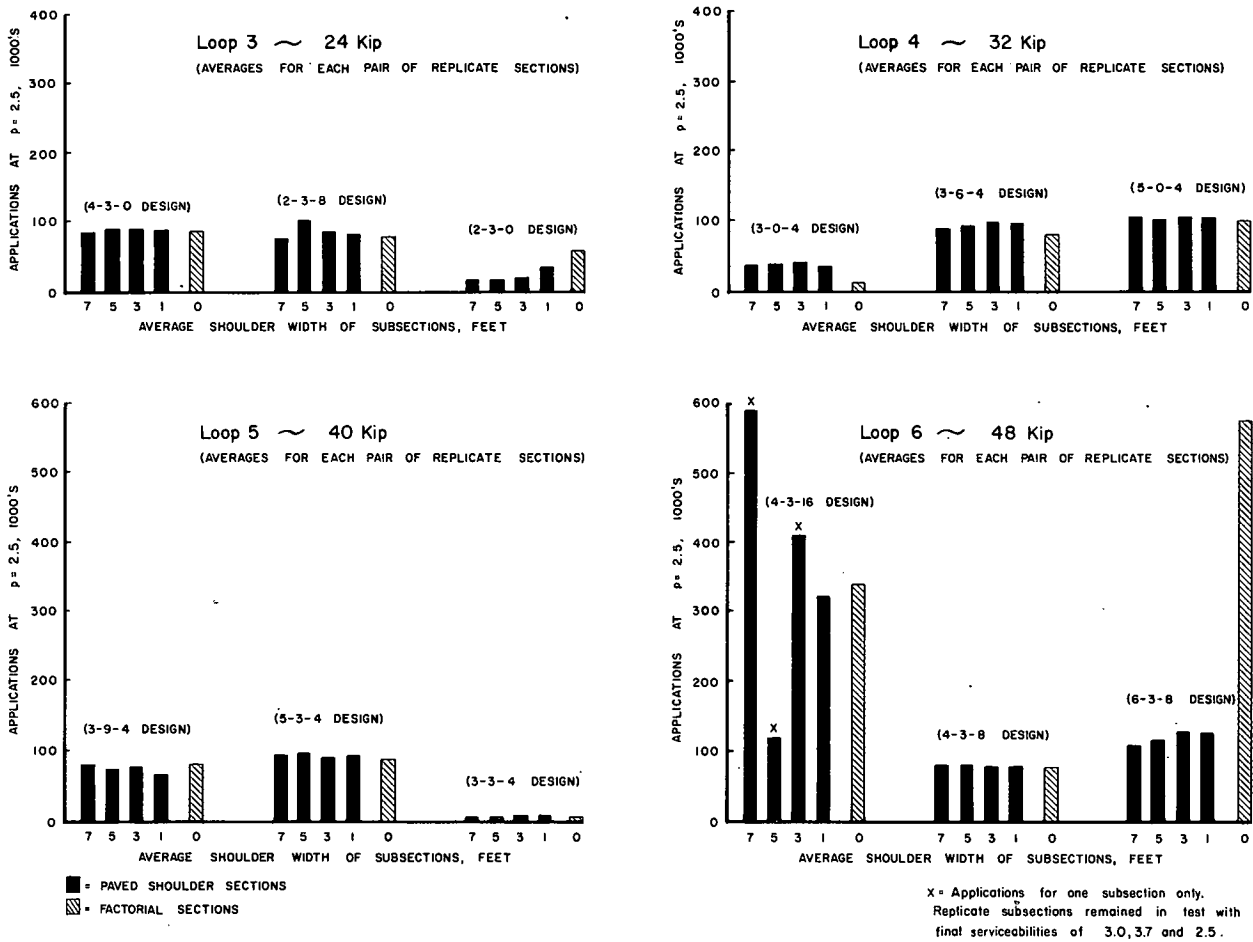 Loop 3 ~ 24 Kip
(AVERAGES FOR EACH PAIR OF REPLICATE SECTIONS)
APPLICATIONS AT p = 2.5, 1000'S
400
300
200
100
0
(4-3-0 DESIGN)
(2-3-8 DESIGN)
(2-3-0 DESIGN)
7 5 3 1 0 7 5 3 1 0 7 5 3 1 0
AVERAGE SHOULDER WIDTH OF SUBSECTIONS, FEET
Loop 4 ~ 32 Kip
(AVERAGES FOR EACH PAIR OF REPLICATE SECTIONS)
APPLICATIONS AT p = 2.5, 1000'S
400
300
200
100
0
(3-0-4 DESIGN)
(3-6-4 DESIGN)
(5-0-4 DESIGN)
7 5 3 1 0 7 5 3 1 0 7 5 3 1 0
AVERAGE SHOULDER WIDTH OF SUBSECTIONS, FEET
Loop 5 ~ 40 Kip
(AVERAGES FOR EACH PAIR OF REPLICATE SECTIONS)
APPLICATIONS AT p = 2.5, 1000'S
600
500
400
300
200
100
0
(3-9-4 DESIGN)
(5-3-4 DESIGN)
(3-3-4 DESIGN)
7 5 3 1 0 7 5 3 1 0 7 5 3 1 0
AVERAGE SHOULDER WIDTH OF SUBSECTIONS, FEET
Loop 6 ~ 48 Kip
(AVERAGES FOR EACH PAIR OF REPLICATE SECTIONS)
APPLICATIONS AT p = 2.5, 1000'S
600
500
400
300
200
100
0
X
X
X
(4-3-16 DESIGN)
(4-3-8 DESIGN)
(6-3-8 DESIGN)
7 5 3 1 0 7 5 3 1 0 7 5 3 1 0
AVERAGE SHOULDER WIDTH OF SUBSECTIONS, FEET
= PAVED SHOULDER SECTIONS
= FACTORIAL SECTIONS
X = Applications for one subsection only.
Replicate subsections remained in test with
final serviceabilities of 3.0, 3.7 and 2.5.